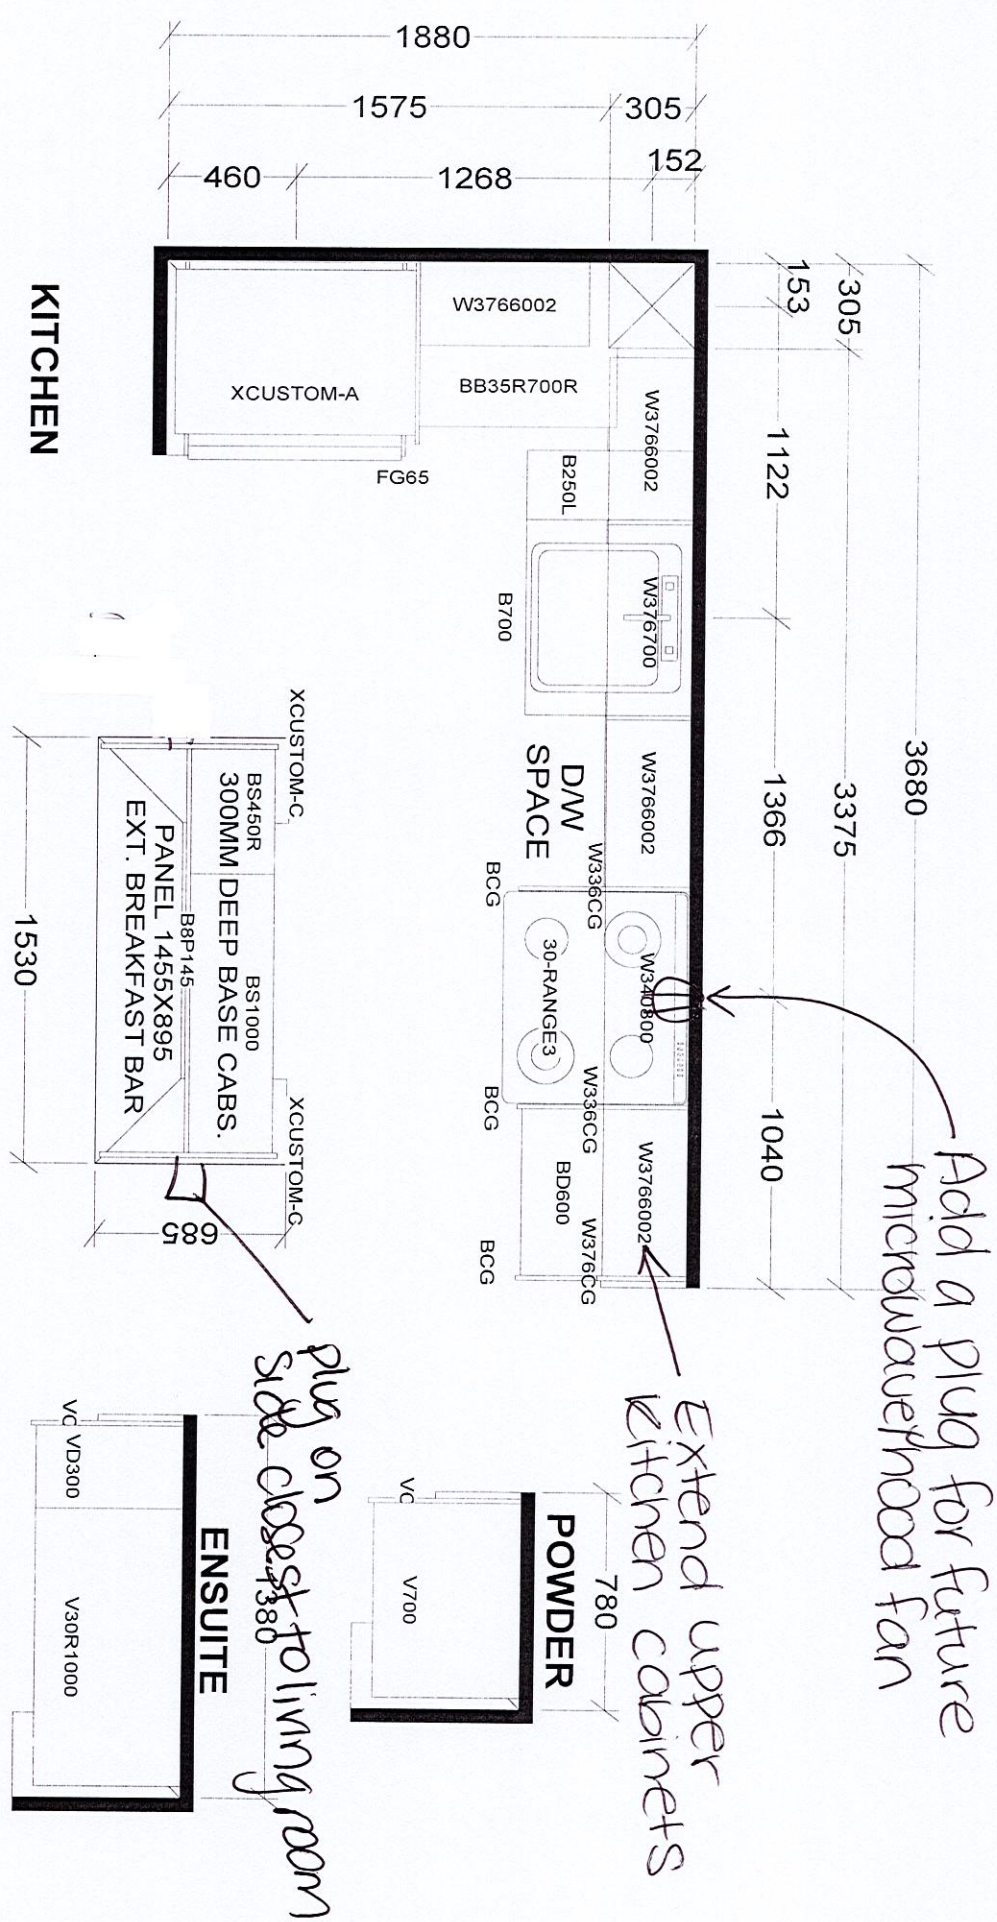 1880
1575
305
460
1268
152
153
305
1122
3680
3375
1366
1040
KITCHEN
W3766002
XCUSTOM-A
BB35R700R
FG65
W3766002
B250L
W376700
B700
D/W
SPACE
W3766002
W336CG
BCG
W340800
30-RANGE3
W336CG
BCG
W3766002
BD600
W376CG
BCG
XCUSTOM-C
BS450R
BS1000
300MM DEEP BASE CABS.
B8P145
PANEL 1455X895
EXT. BREAKFAST BAR
XCUSTOM-C
1530
685
Add a plug for future
microwave/hood fan
Extend upper
kitchen cabinets
plug on
side closest to living room
780
POWDER
VC
V700
1380
ENSUITE
VC
VD300
V30R1000